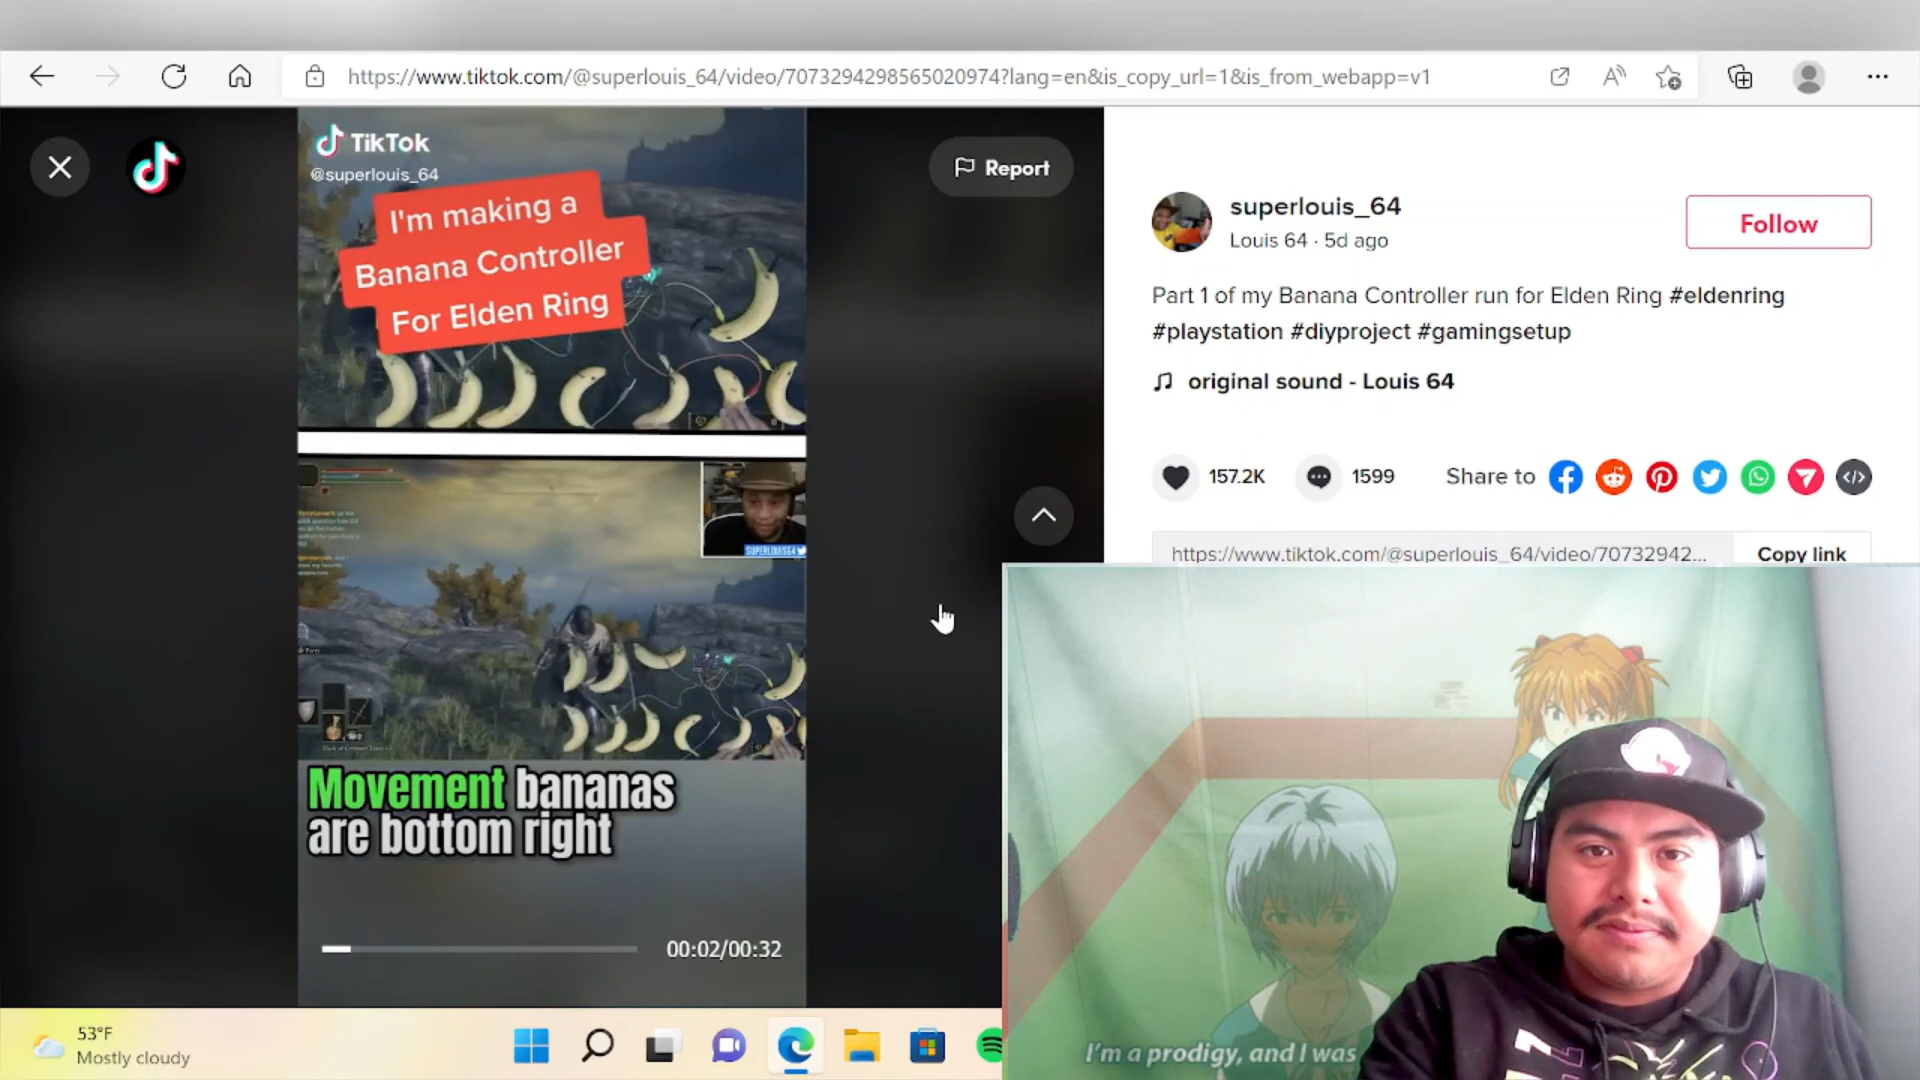 https://www.tiktok.com/@superlouis_64/video/7073294298565020974?lang=en&is_copy_url=1&is_from_webapp=v1
TikTok
@superlouis_64
Report
I'm making a
Banana Controller
For Elden Ring
superlouis_64
Louis 64 · 5d ago
Follow
Part 1 of my Banana Controller run for Elden Ring #eldenring
#playstation #diyproject #gamingsetup
original sound - Louis 64
157.2K
1599
Share to
https://www.tiktok.com/@superlouis_64/video/70732942...
Copy link
SUPERLOUIS64
Movement bananas
are bottom right
00:02/00:32
53°F
Mostly cloudy
I'm a prodigy, and I was